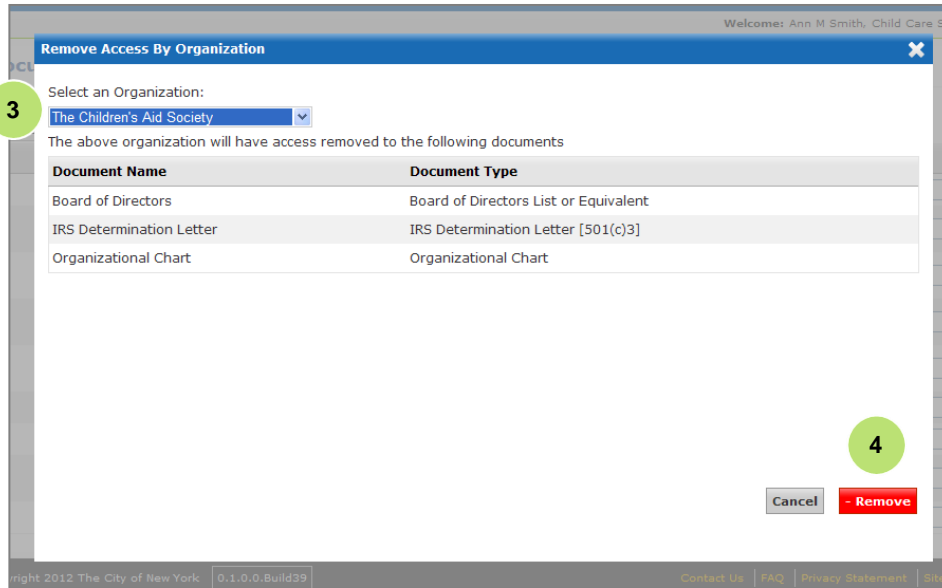 Welcome: Ann M Smith, Child Care S
Remove Access By Organization
Select an Organization:
3
The Children's Aid Society
The above organization will have access removed to the following documents
Document Name Document Type
Board of Directors Board of Directors List or Equivalent
IRS Determination Letter IRS Determination Letter [501(c)3]
Organizational Chart Organizational Chart
4
Cancel - Remove
right 2012 The City of New York 0.1.0.0.Build39 Contact Us FAQ Privacy Statement Site